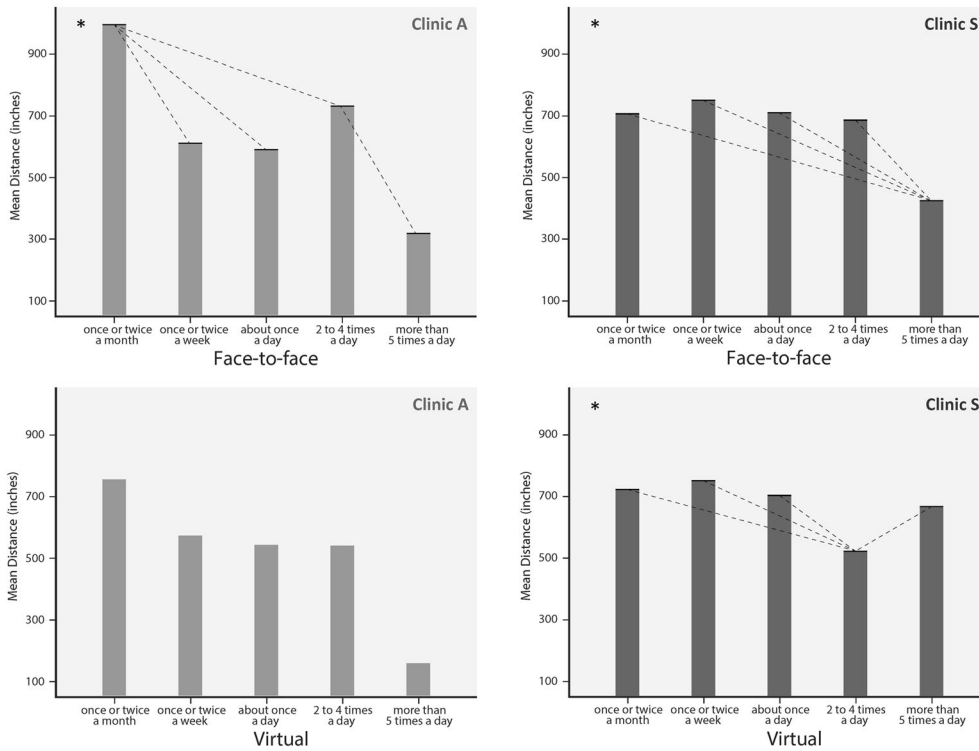 *
Clinic A
Mean Distance (inches)
900
700
500
300
100
once or twice
a month
once or twice
a week
about once
a day
2 to 4 times
a day
more than
5 times a day
Face-to-face
*
Clinic S
Mean Distance (inches)
900
700
500
300
100
once or twice
a month
once or twice
a week
about once
a day
2 to 4 times
a day
more than
5 times a day
Face-to-face
Clinic A
Mean Distance (inches)
900
700
500
300
100
once or twice
a month
once or twice
a week
about once
a day
2 to 4 times
a day
more than
5 times a day
Virtual
*
Clinic S
Mean Distance (inches)
900
700
500
300
100
once or twice
a month
once or twice
a week
about once
a day
2 to 4 times
a day
more than
5 times a day
Virtual